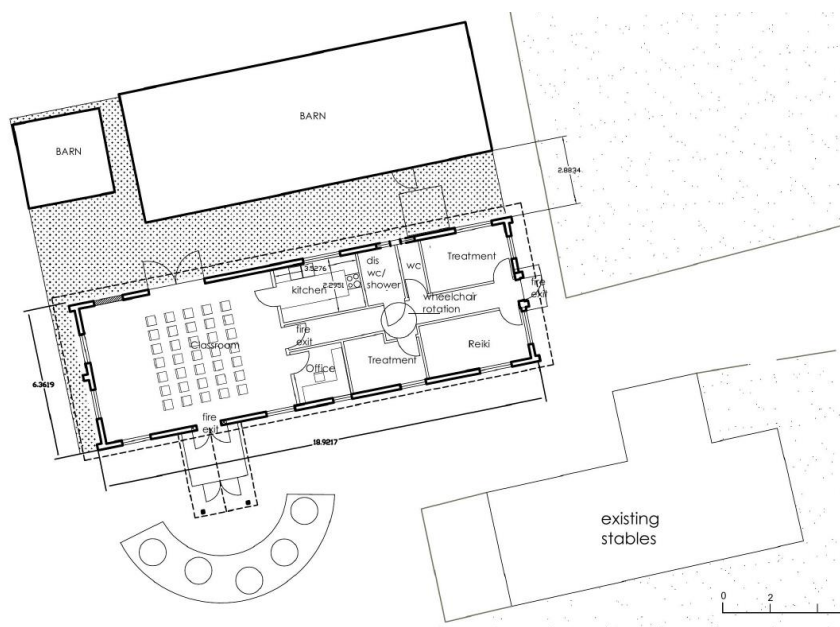 BARN
BARN
2.8834
Treatment
dis
wc/
shower
wc
3.5276
kitchen
2.2951
wheelchair
rotation
fire
exit
Classroom
fire
exit
Reiki
Treatment
Office
6.3619
fire
exit
18.9217
existing
stables
0 2